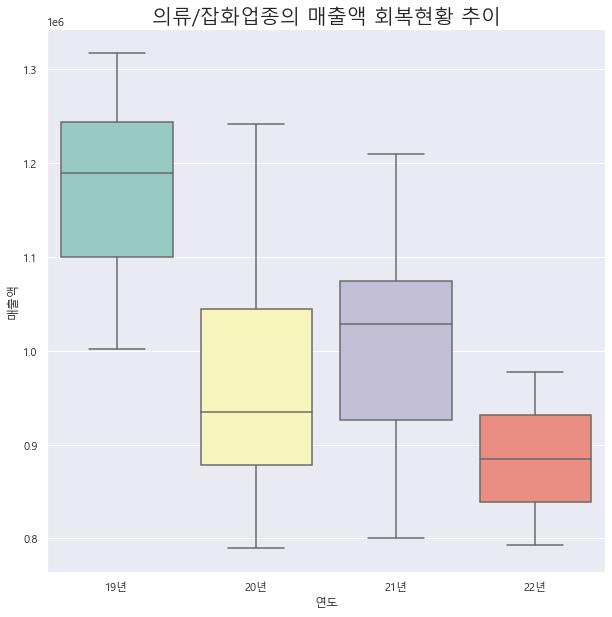 의류/잡화업종의 매출액 회복현황 추이
1e6
1.3
1.2
1.1
1.0
0.9
0.8
매출액
19년 20년 21년 22년
연도